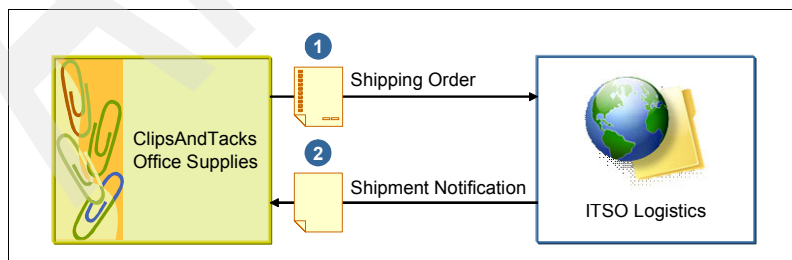 1
Shipping Order
ClipsAndTacks
Office Supplies
2
Shipment Notification
ITSO Logistics